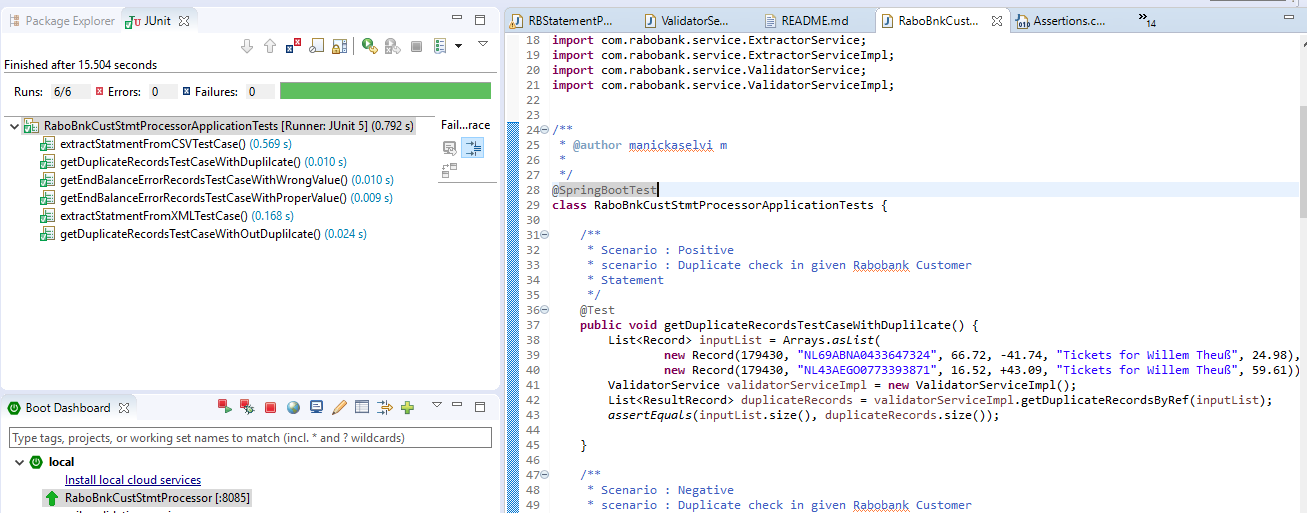 Package Explorer
JUnit
Finished after 15.504 seconds
Runs: 6/6 Errors: 0 Failures: 0
RaboBnkCustStmtProcessorApplicationTests [Runner: JUnit 5] (0.792 s)
extractStatmentFromCSVTestCase() (0.569 s)
getDuplicateRecordsTestCaseWithDuplilcate() (0.010 s)
getEndBalanceErrorRecordsTestCaseWithWrongValue() (0.010 s)
getEndBalanceErrorRecordsTestCaseWithProperValue() (0.009 s)
extractStatmentFromXMLTestCase() (0.168 s)
getDuplicateRecordsTestCaseWithOutDuplilcate() (0.024 s)
Fail...race
Boot Dashboard
Type tags, projects, or working set names to match (incl. * and ? wildcards)
local
Install local cloud services
RaboBnkCustStmtProcessor [:8085]
RBStatementP...
ValidatorSe...
README.md
RaboBnkCust...
Assertions.c...
»14
18 import com.rabobank.service.ExtractorService;
19 import com.rabobank.service.ExtractorServiceImpl;
20 import com.rabobank.service.ValidatorService;
21 import com.rabobank.service.ValidatorServiceImpl;
22
23
24 /**
25 * @author manickaselvi m
26 *
27 */
28 @SpringBootTest
29 class RaboBnkCustStmtProcessorApplicationTests {
30
31 /**
32 * Scenario : Positive
33 * scenario : Duplicate check in given Rabobank Customer
34 * Statement
35 */
36 @Test
37 public void getDuplicateRecordsTestCaseWithDuplilcate() {
38 List<Record> inputList = Arrays.asList(
39 new Record(179430, "NL69ABNA0433647324", 66.72, -41.74, "Tickets for Willem Theuß", 24.98),
40 new Record(179430, "NL43AEGO0773393871", 16.52, +43.09, "Tickets for Willem Theuß", 59.61))
41 ValidatorService validatorServiceImpl = new ValidatorServiceImpl();
42 List<ResultRecord> duplicateRecords = validatorServiceImpl.getDuplicateRecordsByRef(inputList);
43 assertEquals(inputList.size(), duplicateRecords.size());
44
45 }
46
47 /**
48 * Scenario : Negative
49 * scenario : Duplicate check in given Rabobank Customer